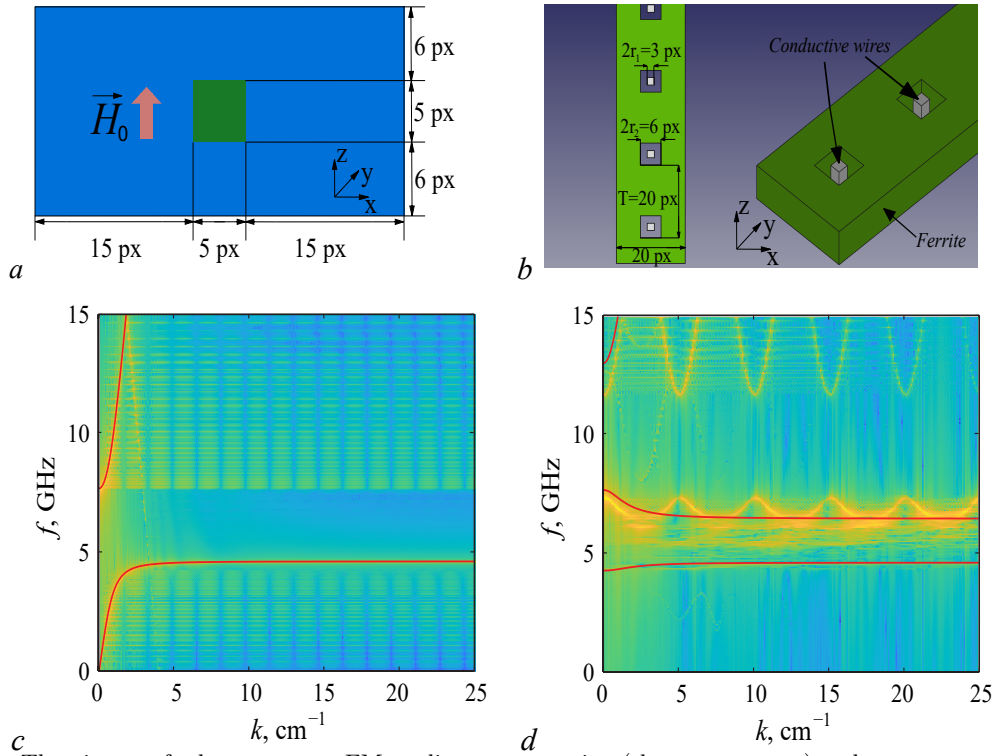 6 px
5 px
6 px
H₀
z
y
x
15 px
5 px
15 px
a
2r₁=3 px
2r₂=6 px
T=20 px
20 px
Conductive wires
z
y
x
Ferrite
b
15
10
5
0
f, GHz
0
5
10
15
20
25
k, cm⁻¹
c
15
10
5
0
f, GHz
0
5
10
15
20
25
k, cm⁻¹
d